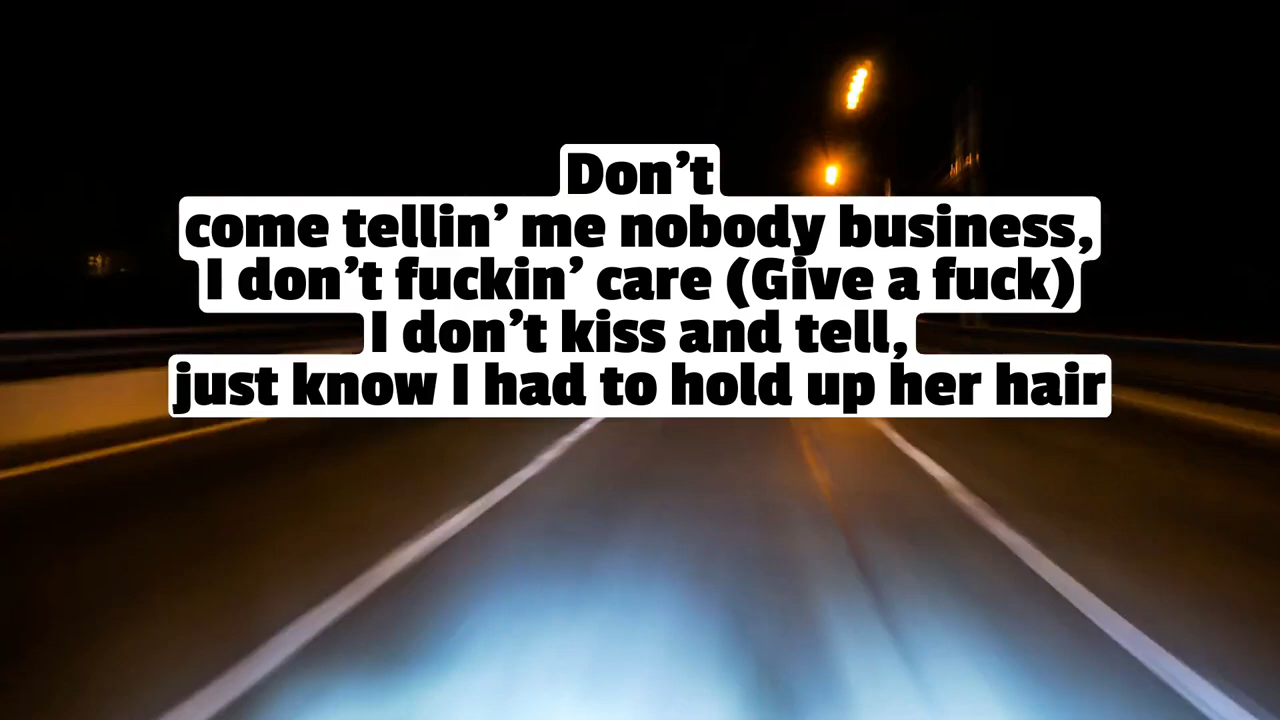 Don’t
come tellin’ me nobody business,
I don’t fuckin’ care (Give a fuck)
I don’t kiss and tell,
just know I had to hold up her hair